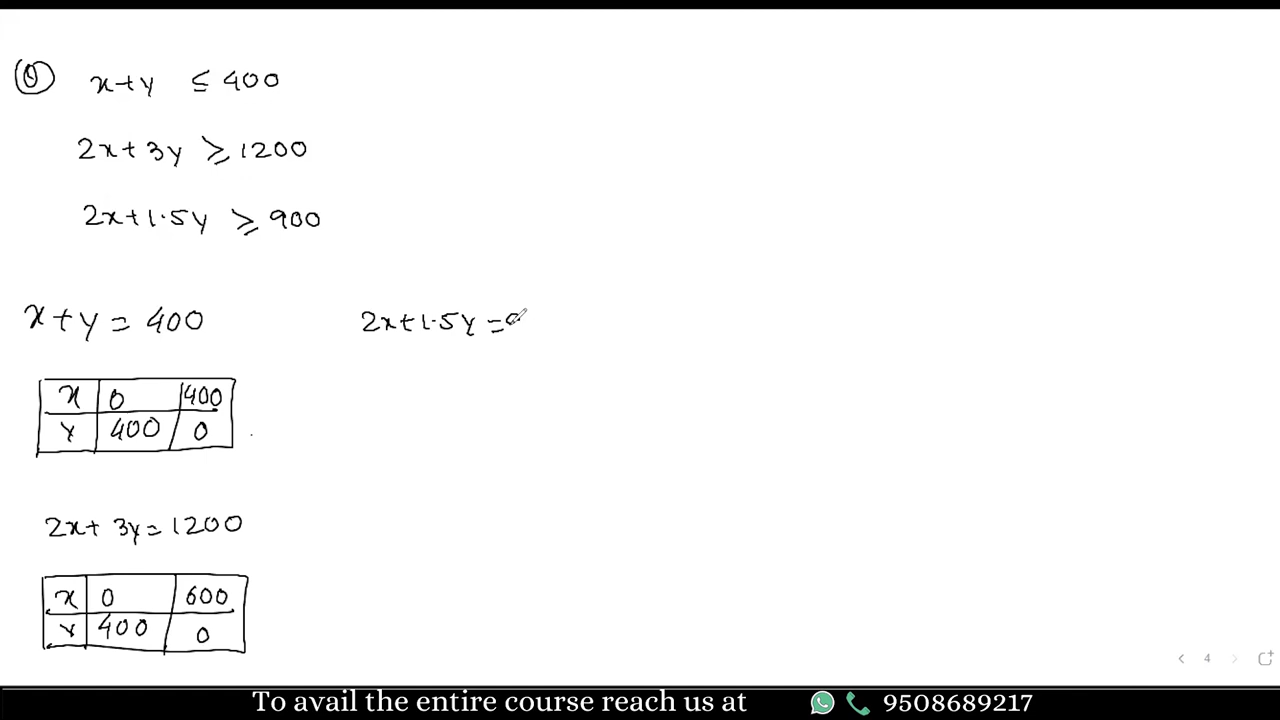 x+y ≤ 400
2x+3y ≥ 1200
2x+1.5y ≥ 900
x+y = 400
2x+1.5y =
x 0 400
y 400 0
2x+3y=1200
x 0 600
y 400 0
4
To avail the entire course reach us at 9508689217